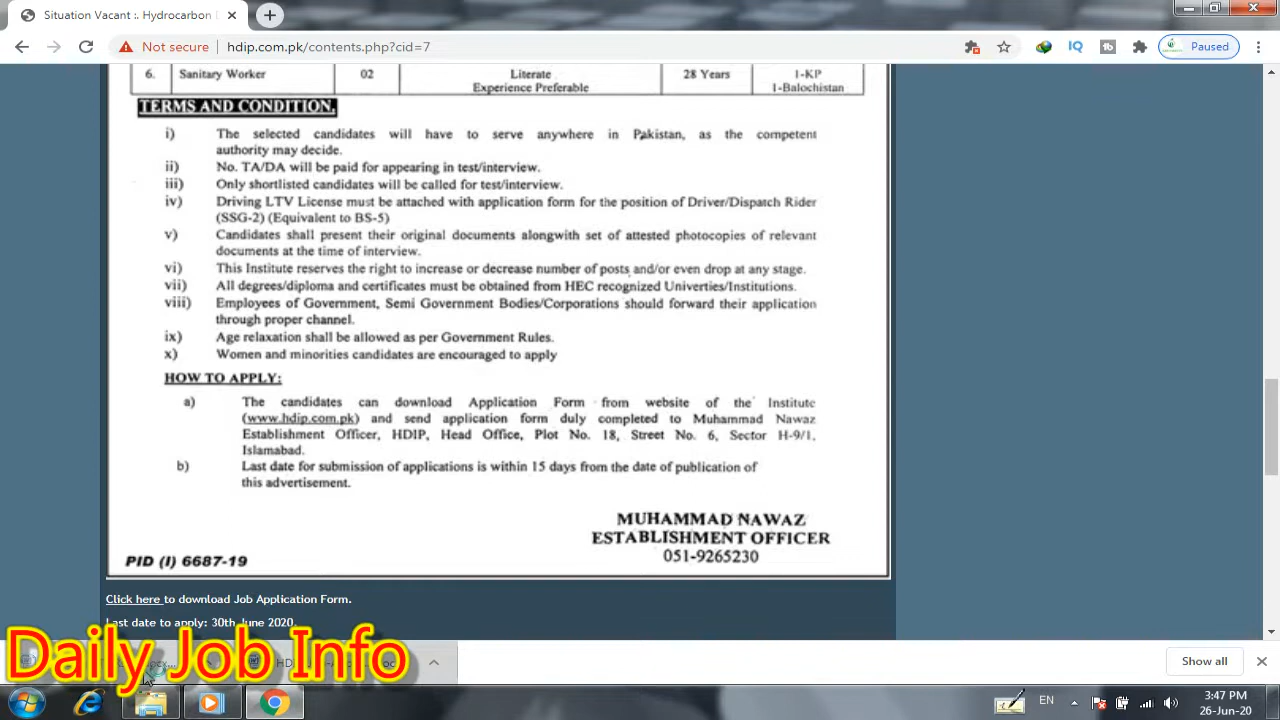 Situation Vacant :. Hydrocarbon
Not secure
hdip.com.pk/contents.php?cid=7
Paused
6. Sanitary Worker 02 Literate Experience Preferable 28 Years 1-KP 1-Balochistan
TERMS AND CONDITION.
i) The selected candidates will have to serve anywhere in Pakistan, as the competent
authority may decide.
ii) No. TA/DA will be paid for appearing in test/interview.
iii) Only shortlisted candidates will be called for test/interview.
iv) Driving LTV License must be attached with application form for the position of Driver/Dispatch Rider
(SSG-2) (Equivalent to BS-5)
v) Candidates shall present their original documents alongwith set of attested photocopies of relevant
documents at the time of interview.
vi) This Institute reserves the right to increase or decrease number of posts and/or even drop at any stage.
vii) All degrees/diploma and certificates must be obtained from HEC recognized Univerties/Institutions.
viii) Employees of Government, Semi Government Bodies/Corporations should forward their application
through proper channel.
ix) Age relaxation shall be allowed as per Government Rules.
x) Women and minorities candidates are encouraged to apply
HOW TO APPLY:
a) The candidates can download Application Form from website of the Institute
(www.hdip.com.pk) and send application form duly completed to Muhammad Nawaz
Establishment Officer, HDIP, Head Office, Plot No. 18, Street No. 6, Sector H-9/1,
Islamabad.
b) Last date for submission of applications is within 15 days from the date of publication of
this advertisement.
MUHAMMAD NAWAZ
ESTABLISHMENT OFFICER
051-9265230
PID (I) 6687-19
Click here to download Job Application Form.
Last date to apply: 30th June 2020.
Daily Job Info
Show all
EN
3:47 PM
26-Jun-20